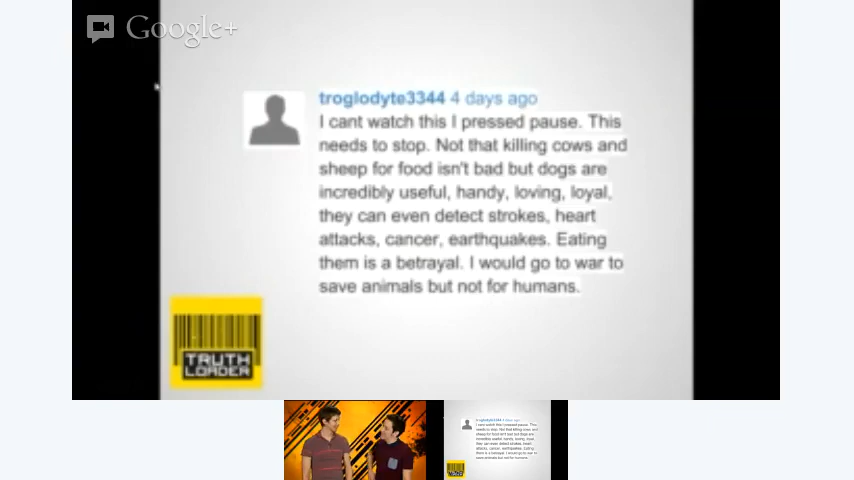 Google+
troglodyte3344 4 days ago
I cant watch this I pressed pause. This
needs to stop. Not that killing cows and
sheep for food isn't bad but dogs are
incredibly useful, handy, loving, loyal,
they can even detect strokes, heart
attacks, cancer, earthquakes. Eating
them is a betrayal. I would go to war to
save animals but not for humans.
TRUTH
LOADER